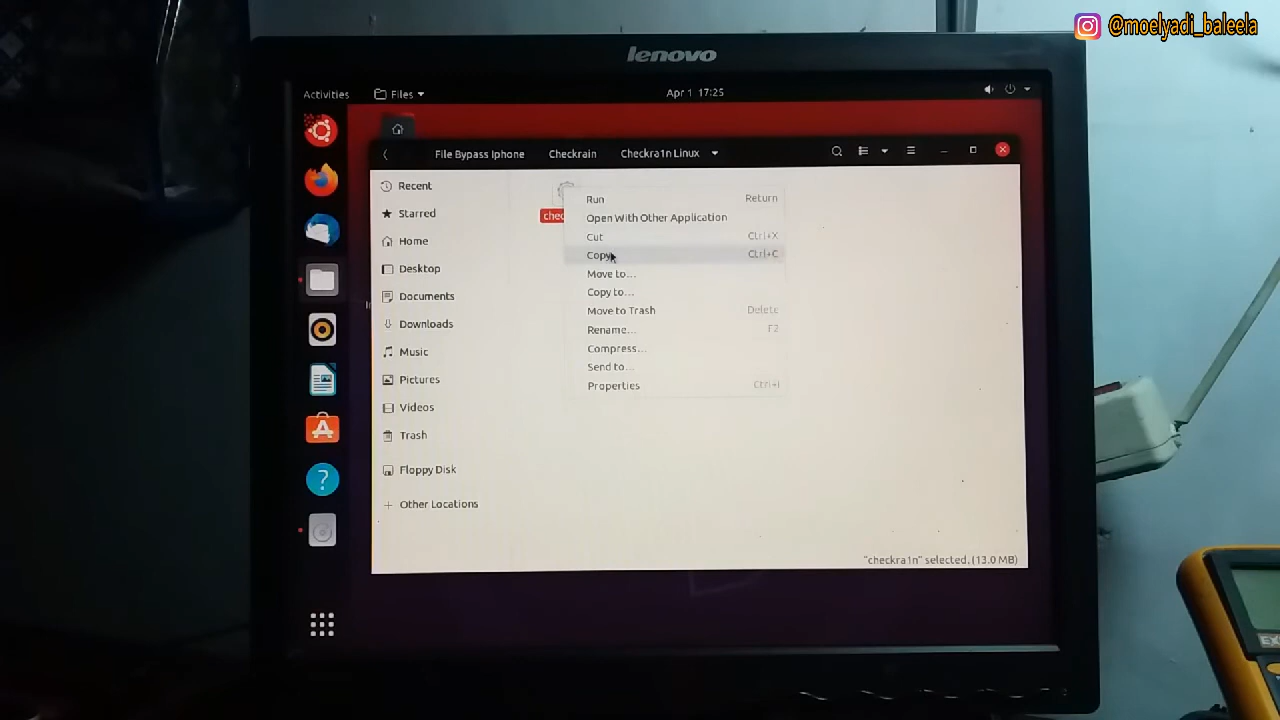 @moelyadi_baleela
lenovo
Activities
Files
Apr 1 17:25
File Bypass Iphone
Checkrain
Checkra1n Linux
Recent
Starred
Home
Desktop
Documents
Downloads
Music
Pictures
Videos
Trash
Floppy Disk
Other Locations
Run Return
Open With Other Application
Cut Ctrl+X
Copy Ctrl+C
Move to…
Copy to…
Move to Trash Delete
Rename… F2
Compress…
Send to…
Properties Ctrl+I
"checkra1n" selected. (13.0 MB)
?
EX